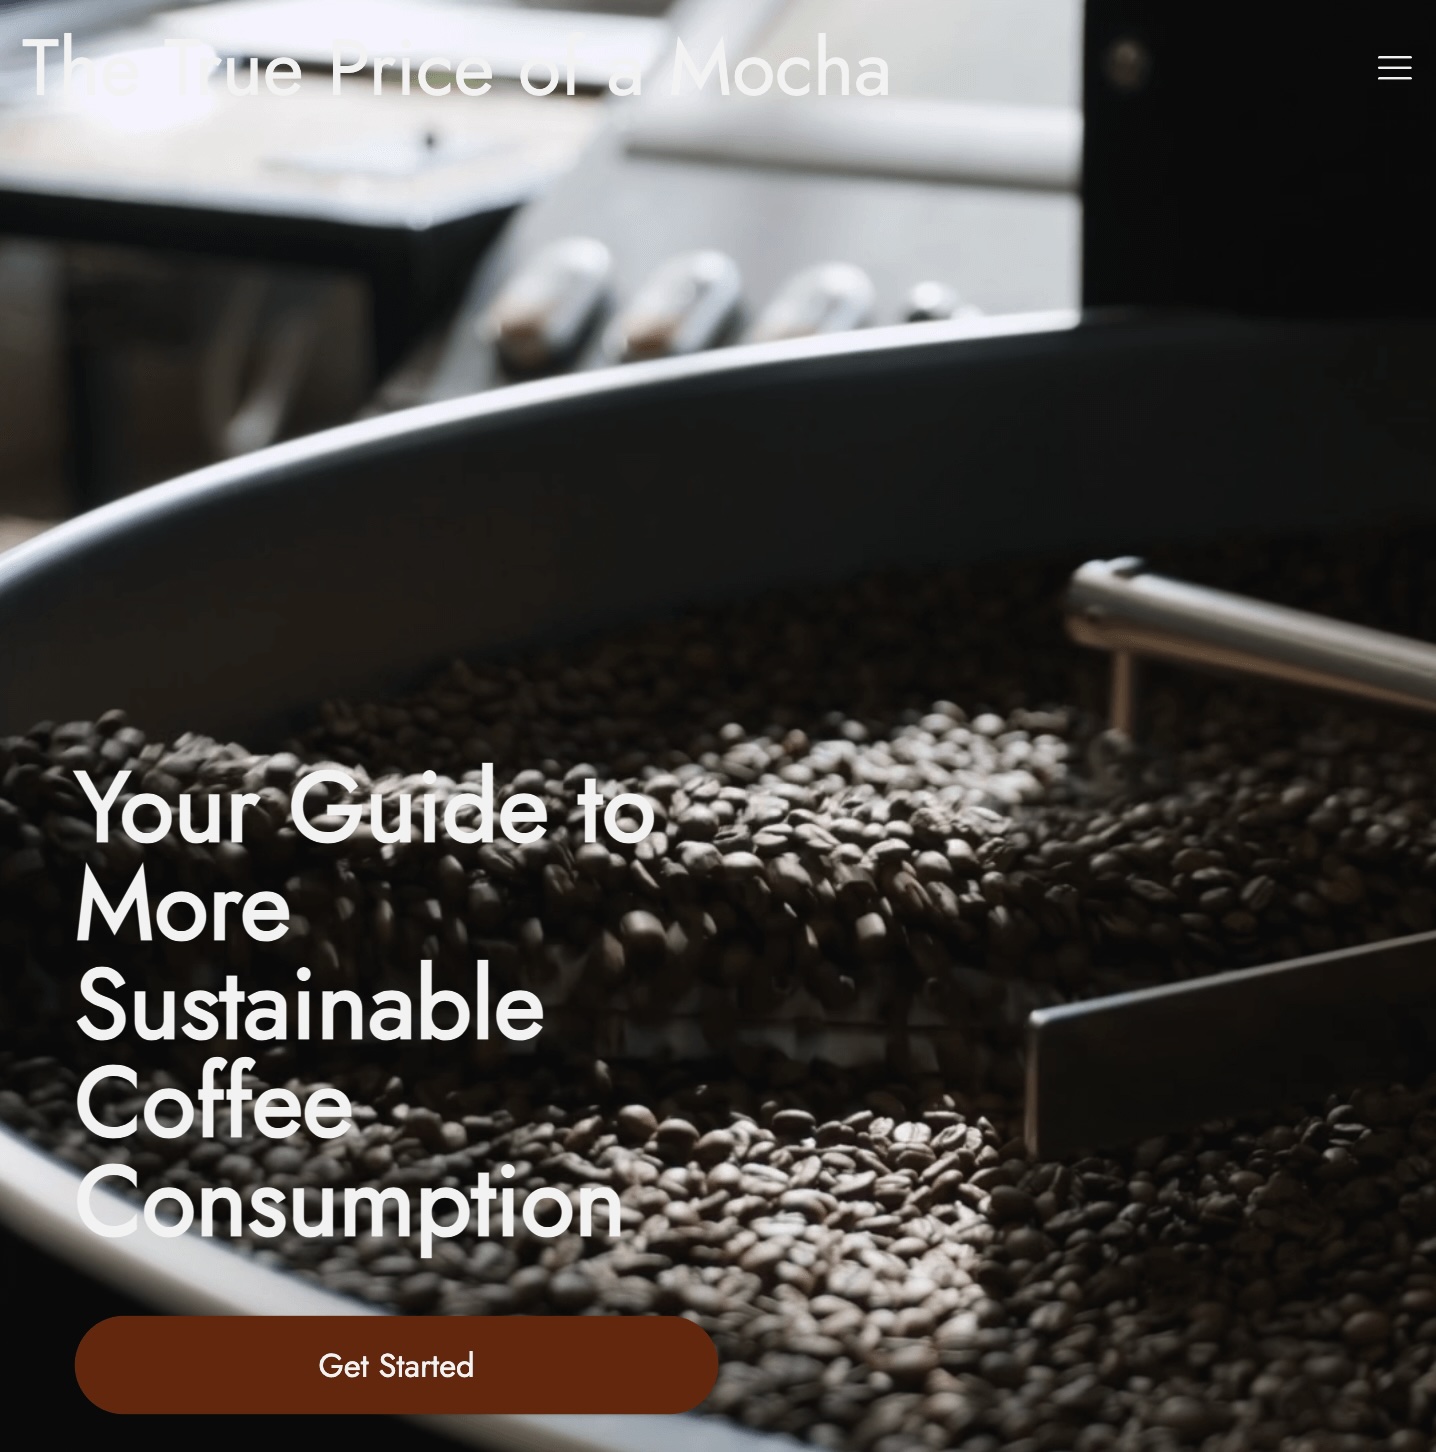 The True Price of a Mocha
Your Guide to
More
Sustainable
Coffee
Consumption
Get Started